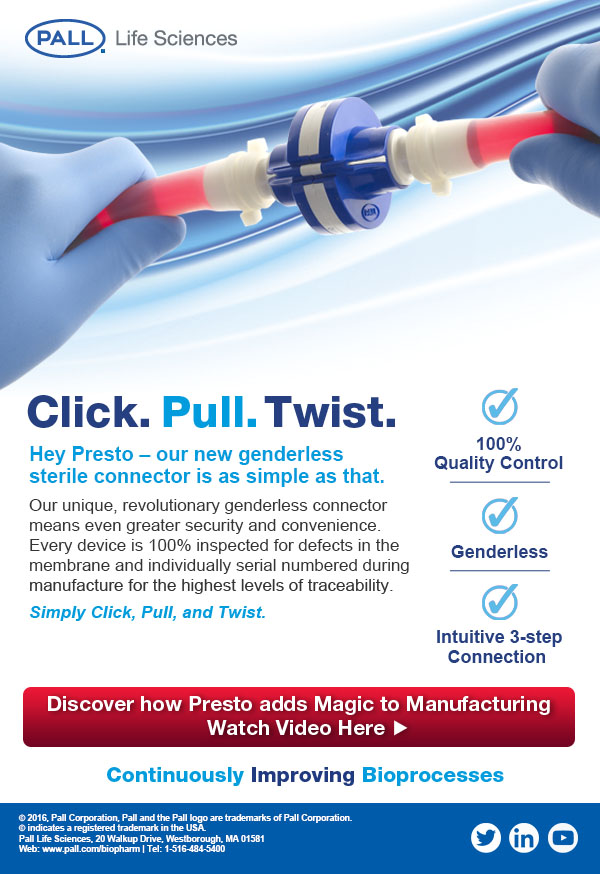 PALL Life Sciences
PALL
Click. Pull. Twist.
Hey Presto – our new genderless
sterile connector is as simple as that.
Our unique, revolutionary genderless connector
means even greater security and convenience.
Every device is 100% inspected for defects in the
membrane and individually serial numbered during
manufacture for the highest levels of traceability.
Simply Click, Pull, and Twist.
100%
Quality Control
Genderless
Intuitive 3-step
Connection
Discover how Presto adds Magic to Manufacturing
Watch Video Here ▶
Continuously Improving Bioprocesses
© 2016, Pall Corporation, Pall and the Pall logo are trademarks of Pall Corporation.
© indicates a registered trademark in the USA.
Pall Life Sciences, 20 Walkup Drive, Westborough, MA 01581
Web: www.pall.com/biopharm | Tel: 1-516-484-5400
in